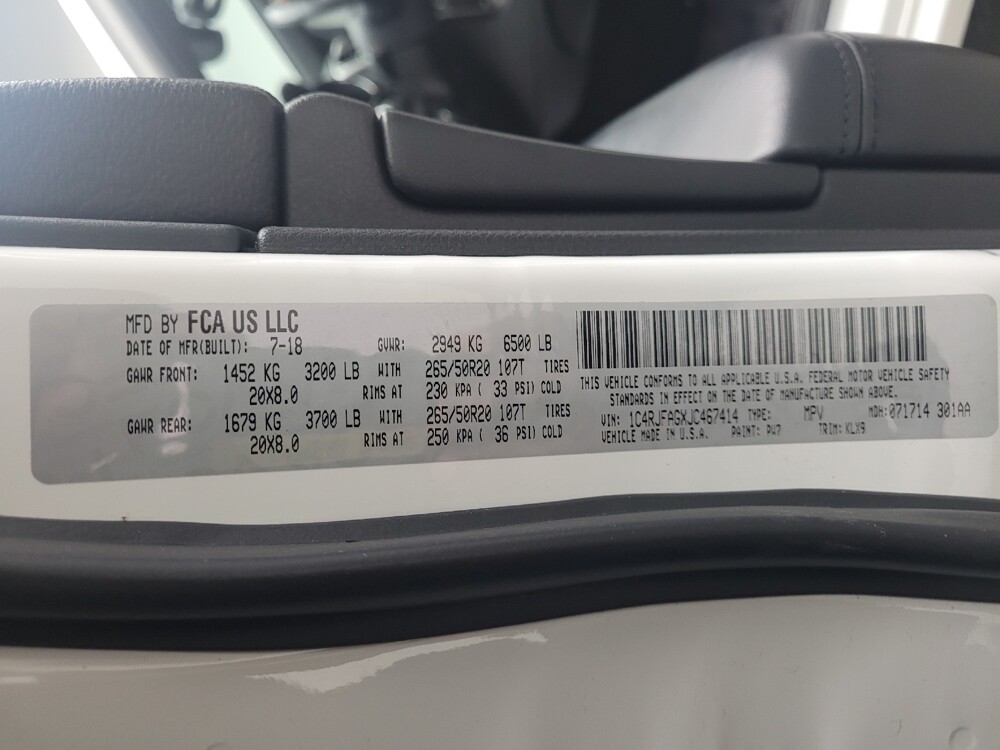 MFD BY FCA US LLC
DATE OF MFR(BUILT): 7-18 GVWR: 2949 KG 6500 LB
GAWR FRONT: 1452 KG 3200 LB WITH 265/50R20 107T TIRES
20X8.0 RIMS AT 230 KPA ( 33 PSI) COLD
GAWR REAR: 1679 KG 3700 LB WITH 265/50R20 107T TIRES
20X8.0 RIMS AT 250 KPA ( 36 PSI) COLD
THIS VEHICLE CONFORMS TO ALL APPLICABLE U.S.A. FEDERAL MOTOR VEHICLE SAFETY
STANDARDS IN EFFECT ON THE DATE OF MANUFACTURE SHOWN ABOVE.
VIN: 1C4RJFAGXJC467414 TYPE: MPV MDH: 071714 301AA
VEHICLE MADE IN U.S.A. PAINT: PW7 TRIM: KLX9